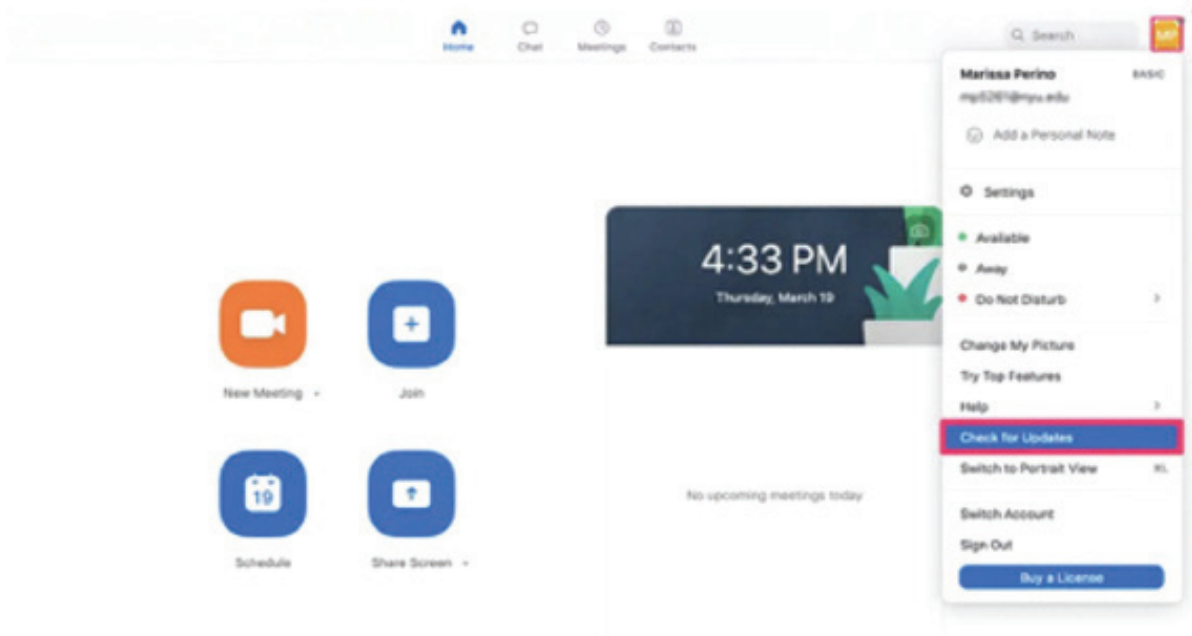 Home Chat Meetings Contacts
Search
MP
Marissa Perino BASIC
Add a Personal Note
Settings
Available
Away
Do Not Disturb
Change My Picture
Try Top Features
Help
Check for Updates
Switch to Portrait View ⌘L
Switch Account
Sign Out
Buy a License
4:33 PM
Thursday, March 19
No upcoming meetings today
New Meeting
Join
19
Schedule
Share Screen